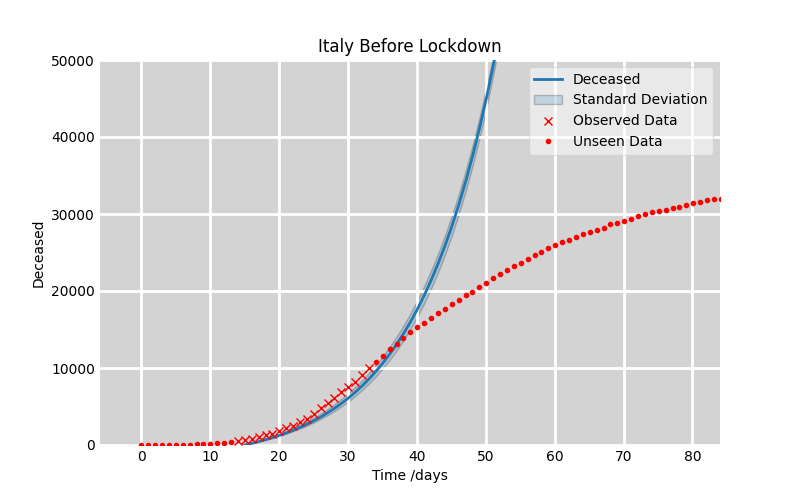 Italy Before Lockdown
50000
40000
30000
20000
10000
0
Deceased
Deceased
Standard Deviation
Observed Data
Unseen Data
0 10 20 30 40 50 60 70 80
Time /days